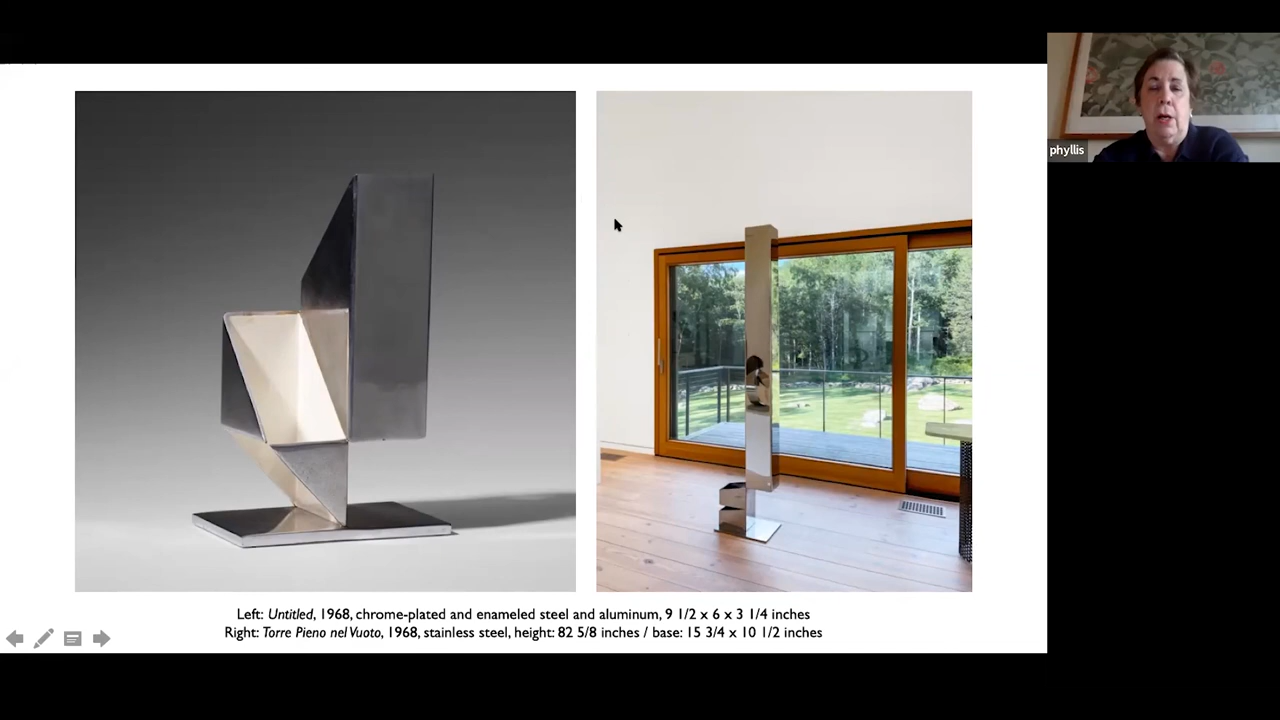 phyllis
Left: Untitled, 1968, chrome-plated and enameled steel and aluminum, 9 1/2 x 6 x 3 1/4 inches
Right: Torre Pieno nel Vuoto, 1968, stainless steel, height: 82 5/8 inches / base: 15 3/4 x 10 1/2 inches